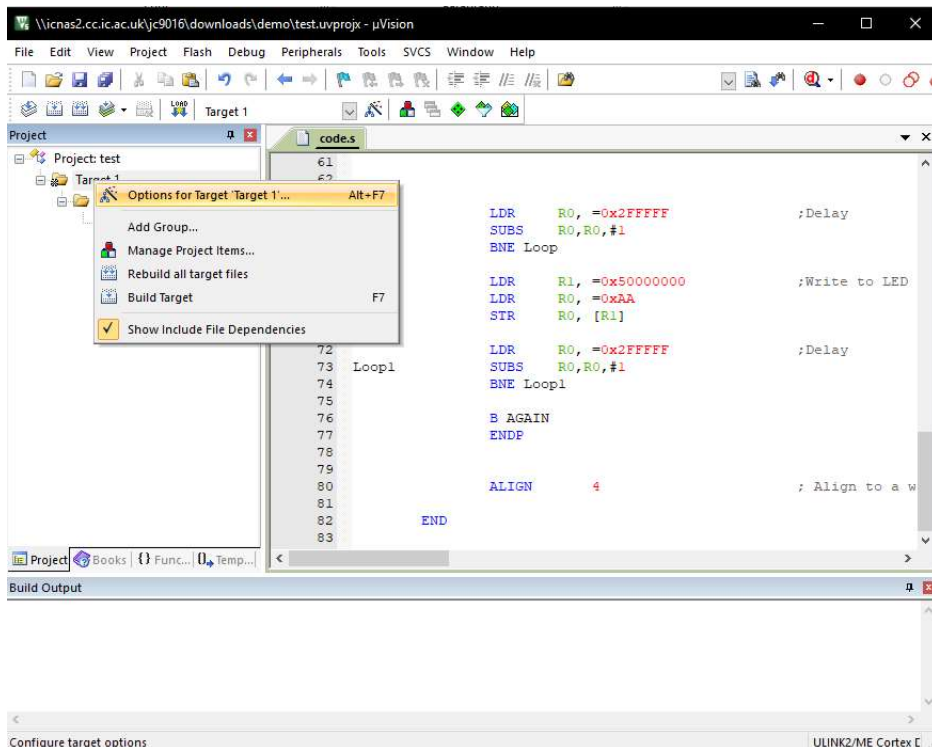 \\icnas2.cc.ic.ac.uk\jc9016\downloads\demo\test.uvprojx - µVision
File Edit View Project Flash Debug Peripherals Tools SVCS Window Help
LOAD Target 1
Project
code.s
Project: test
Target 1
Options for Target 'Target 1'... Alt+F7
Add Group...
Manage Project Items...
Rebuild all target files
Build Target F7
Show Include File Dependencies
61
62
LDR R0, =0x2FFFFF ;Delay
SUBS R0,R0,#1
BNE Loop
LDR R1, =0x50000000 ;Write to LED
LDR R0, =0xAA
STR R0, [R1]
72 LDR R0, =0x2FFFFF ;Delay
73 Loop1 SUBS R0,R0,#1
74 BNE Loop1
75
76 B AGAIN
77 ENDP
78
79
80 ALIGN 4 ; Align to a w
81
82 END
83
Project Books {} Func... Temp...
Build Output
Configure target options ULINK2/ME Cortex